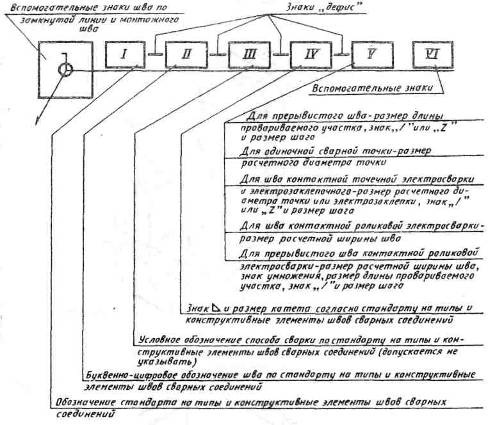 Вспомогательные знаки шва по
замкнутой линии и монтажного
шва
Знаки „дефис"
I
II
III
IV
V
VI
Вспомогательные знаки
Для прерывистого шва-размер длины
провариваемого участка, знак „/" или „Z"
и размер шага
Для одиночной сварной точки-размер
расчётного диаметра точки
Для шва контактной точечной электросварки
и электрозаклепочного-размер расчетного ди-
аметра точки или электрозаклепки, знак „/"
или „Z" и размер шага
Для шва контактной роликовой электросварки-
размер расчетной ширины шва
Для прерывистого шва контактной роликовой
электросварки-размер расчетной ширины шва,
знак умножения, размер длины провариваемого
участка, знак „/" и размер шага
Знак ⊿ и размер катета согласно стандарту на типы и
конструктивные элементы швов сварных соединений
Условное обозначение способа сварки по стандарту на типы и кон-
структивные элементы швов сварных соединений (допускается не
указывать)
Буквенно-цифровое обозначение шва по стандарту на типы и конструктивные
элементы швов сварных соединений
Обозначение стандарта на типы и конструктивные элементы швов сварных
соединений